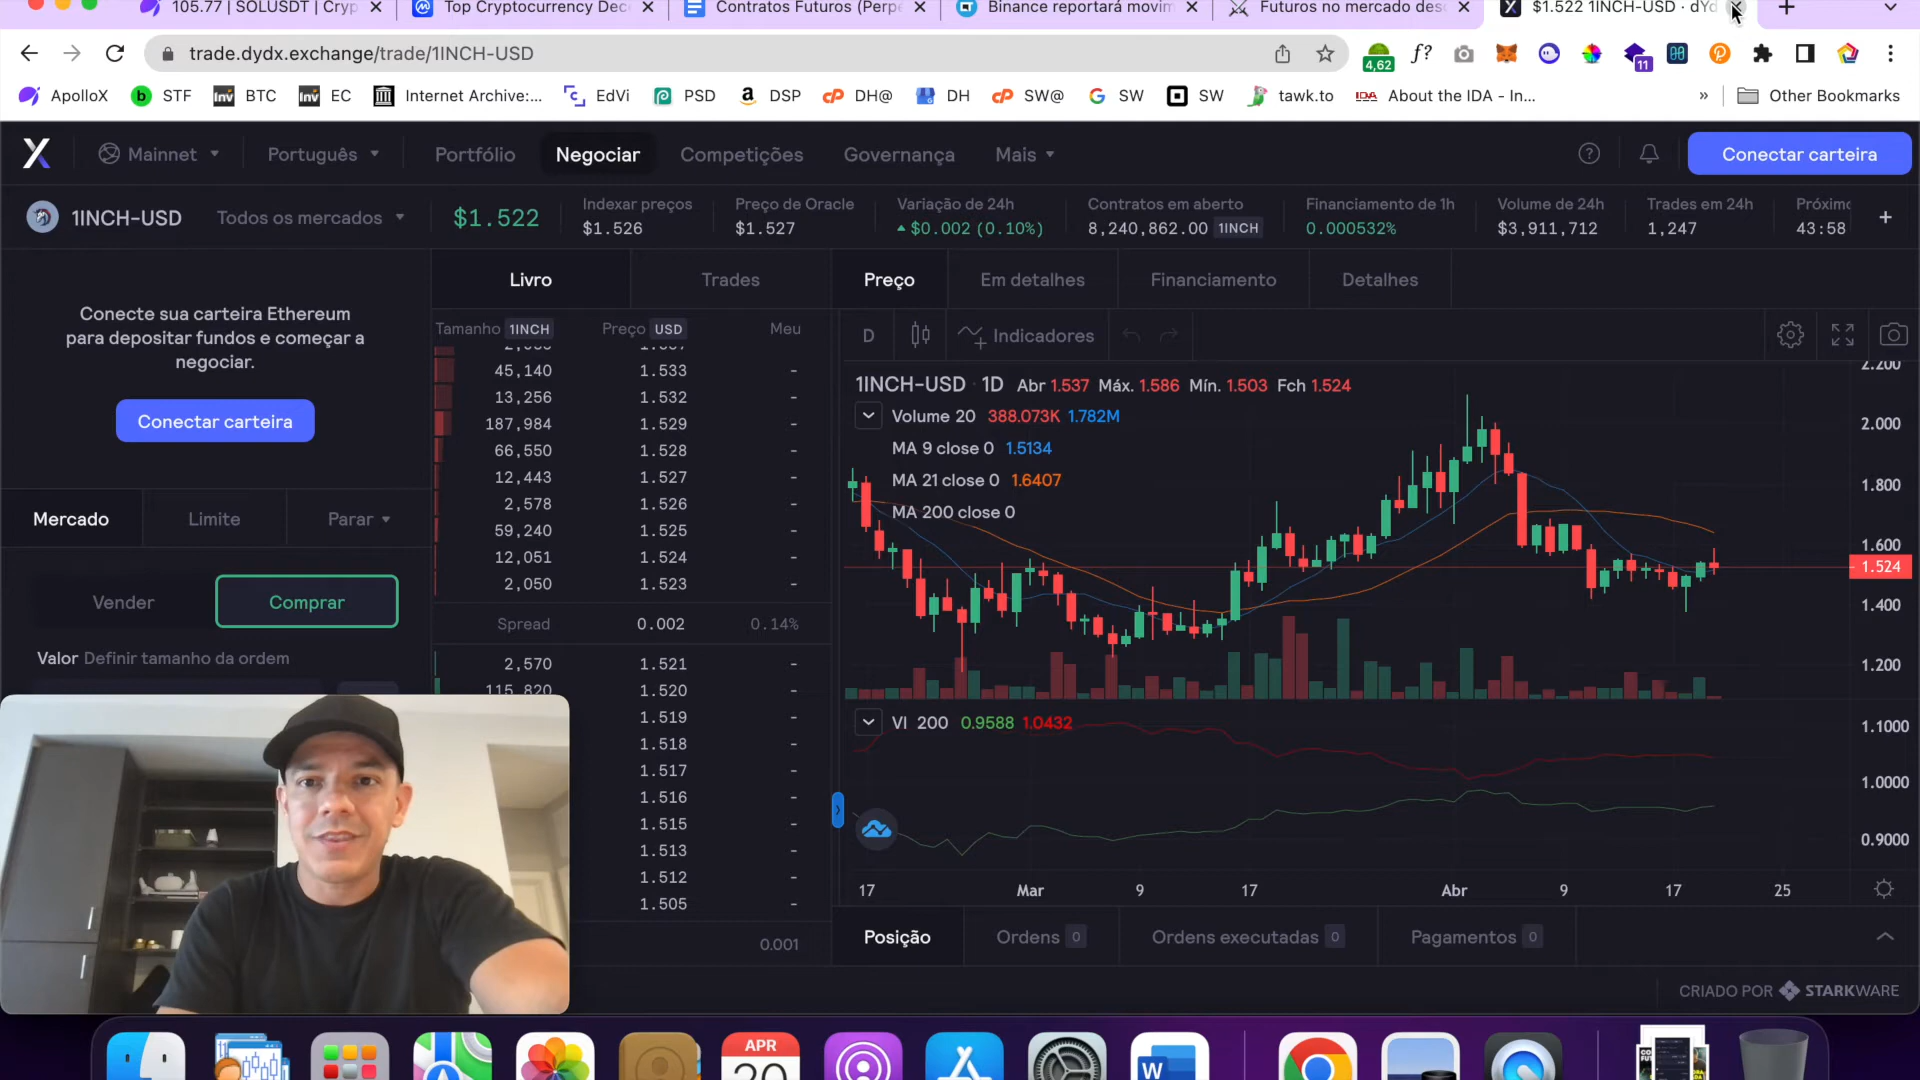 105.77 | SOLUSDT | Cryp
Top Cryptocurrency Dec
Contratos Futuros (Perpé
Binance reportará movim
Futuros no mercado des
$1.522 1INCH-USD · dYd
trade.dydx.exchange/trade/1INCH-USD
4,62
f?
11
ApolloX
STF
Inv BTC
Inv EC
Internet Archive:...
EdVi
PSD
DSP
DH@
DH
SW@
SW
SW
tawk.to
IDA About the IDA - In...
»
Other Bookmarks
Mainnet
Português
Portfólio
Negociar
Competições
Governança
Mais
Conectar carteira
1INCH-USD
Todos os mercados
$1.522
Indexar preços
$1.526
Preço de Oracle
$1.527
Variação de 24h
$0.002 (0.10%)
Contratos em aberto
8,240,862.00 1INCH
Financiamento de 1h
0.000532%
Volume de 24h
$3,911,712
Trades em 24h
1,247
Próximo
43:58
Conecte sua carteira Ethereum
para depositar fundos e começar a
negociar.
Conectar carteira
Mercado
Limite
Parar
Vender
Comprar
Valor Definir tamanho da ordem
Livro
Trades
Tamanho 1INCH Preço USD Meu
45,140 1.533 -
13,256 1.532 -
187,984 1.529 -
66,550 1.528 -
12,443 1.527 -
2,578 1.526 -
59,240 1.525 -
12,051 1.524 -
2,050 1.523 -
Spread 0.002 0.14%
2,570 1.521 -
115,820 1.520 -
1.519 -
1.518 -
1.517 -
1.516 -
1.515 -
1.513 -
1.512 -
1.505 -
0.001
Preço
Em detalhes
Financiamento
Detalhes
D
Indicadores
1INCH-USD · 1D Abr 1.537 Máx. 1.586 Mín. 1.503 Fch 1.524
Volume 20 388.073K 1.782M
MA 9 close 0 1.5134
MA 21 close 0 1.6407
MA 200 close 0
2.200
2.000
1.800
1.600
1.524
1.400
1.200
VI 200 0.9588 1.0432
1.1000
1.0000
0.9000
17 Mar 9 17 Abr 9 17 25
Posição
Ordens 0
Ordens executadas 0
Pagamentos 0
CRIADO POR STARKWARE
APR
20
W